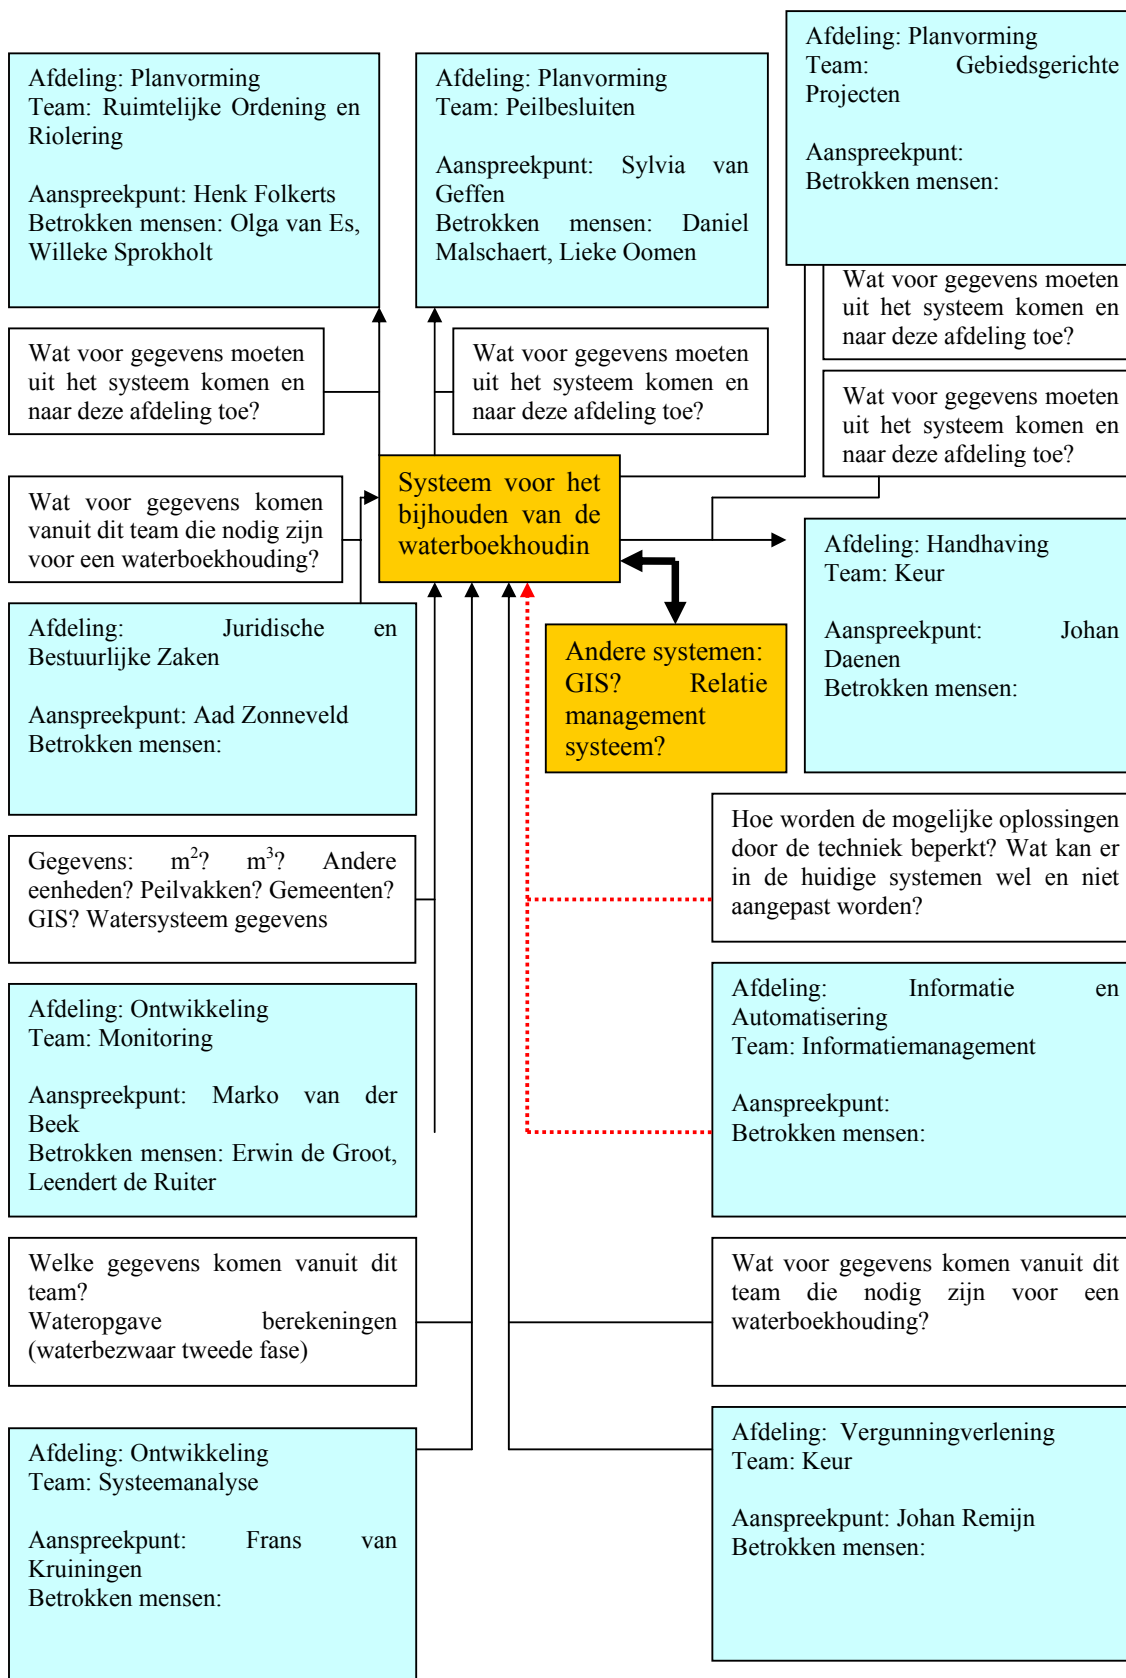 Afdeling: Planvorming
Team: Ruimtelijke Ordening en
Riolering
Aanspreekpunt: Henk Folkerts
Betrokken mensen: Olga van Es,
Willeke Sprokholt
Afdeling: Planvorming
Team: Peilbesluiten
Aanspreekpunt: Sylvia van
Geffen
Betrokken mensen: Daniel
Malschaert, Lieke Oomen
Afdeling: Planvorming
Team: Gebiedsgerichte
Projecten
Aanspreekpunt:
Betrokken mensen:
Wat voor gegevens moeten
uit het systeem komen en
naar deze afdeling toe?
Wat voor gegevens moeten
uit het systeem komen en
naar deze afdeling toe?
Wat voor gegevens moeten
uit het systeem komen en
naar deze afdeling toe?
Wat voor gegevens moeten
uit het systeem komen en
naar deze afdeling toe?
Wat voor gegevens komen
vanuit dit team die nodig zijn
voor een waterboekhouding?
Systeem voor het
bijhouden van de
waterboekhoudin
Afdeling: Handhaving
Team: Keur
Aanspreekpunt: Johan
Daenen
Betrokken mensen:
Afdeling: Juridische en
Bestuurlijke Zaken
Aanspreekpunt: Aad Zonneveld
Betrokken mensen:
Andere systemen:
GIS? Relatie
management
systeem?
Gegevens: m²? m³? Andere
eenheden? Peilvakken? Gemeenten?
GIS? Watersysteem gegevens
Hoe worden de mogelijke oplossingen
door de techniek beperkt? Wat kan er
in de huidige systemen wel en niet
aangepast worden?
Afdeling: Ontwikkeling
Team: Monitoring
Aanspreekpunt: Marko van der
Beek
Betrokken mensen: Erwin de Groot,
Leendert de Ruiter
Afdeling: Informatie en
Automatisering
Team: Informatiemanagement
Aanspreekpunt:
Betrokken mensen:
Welke gegevens komen vanuit dit
team?
Wateropgave berekeningen
(waterbezwaar tweede fase)
Wat voor gegevens komen vanuit dit
team die nodig zijn voor een
waterboekhouding?
Afdeling: Ontwikkeling
Team: Systeemanalyse
Aanspreekpunt: Frans van
Kruiningen
Betrokken mensen:
Afdeling: Vergunningverlening
Team: Keur
Aanspreekpunt: Johan Remijn
Betrokken mensen: